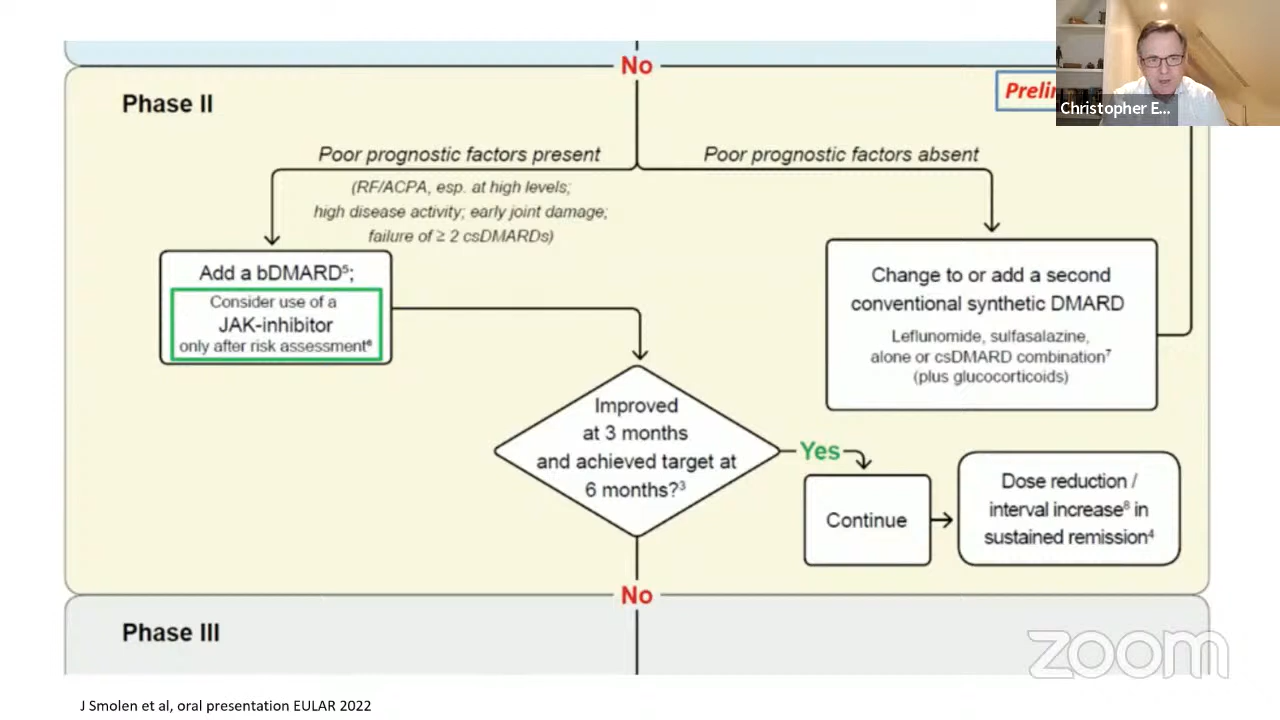 No
Phase II
Prelim
Christopher E...
Poor prognostic factors present
Poor prognostic factors absent
(RF/ACPA, esp. at high levels;
high disease activity; early joint damage;
failure of ≥ 2 csDMARDs)
Add a bDMARD⁵;
Consider use of a
JAK-inhibitor
only after risk assessment⁶
Change to or add a second
conventional synthetic DMARD
Leflunomide, sulfasalazine,
alone or csDMARD combination⁷
(plus glucocorticoids)
Improved
at 3 months
and achieved target at
6 months?³
Yes
Continue
Dose reduction /
interval increase⁸ in
sustained remission⁴
No
Phase III
zoom
J Smolen et al, oral presentation EULAR 2022